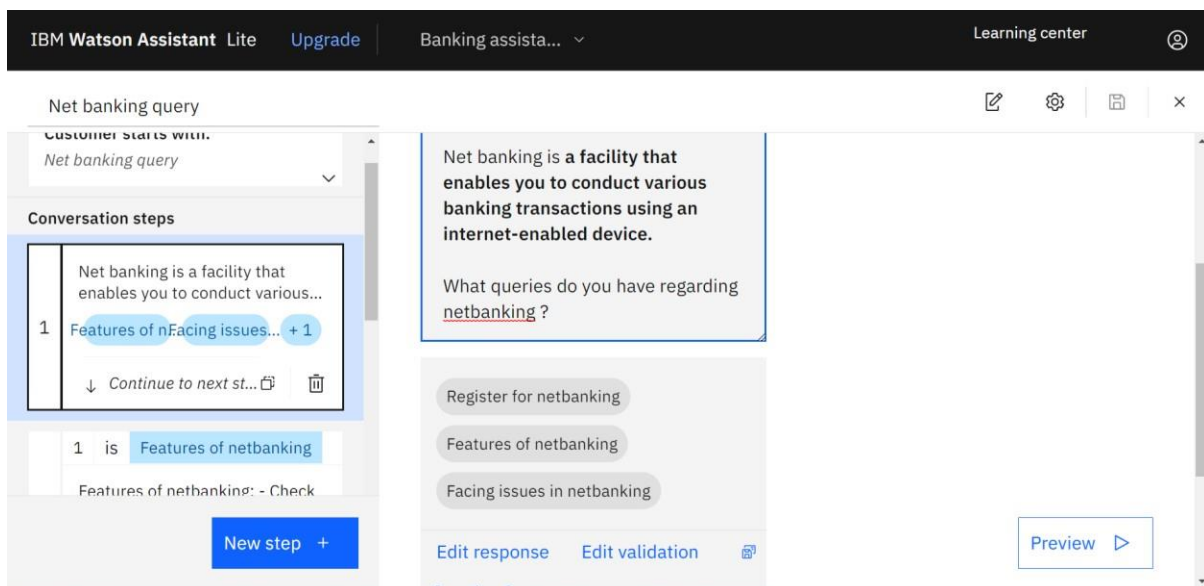 IBM Watson Assistant Lite Upgrade Banking assista... Learning center
Net banking query
Customer starts with:
Net banking query
Conversation steps
1
Net banking is a facility that
enables you to conduct various...
Features of n Facing issues... + 1
Continue to next st...
1 is Features of netbanking
Features of netbanking: - Check
New step +
Net banking is a facility that
enables you to conduct various
banking transactions using an
internet-enabled device.
What queries do you have regarding
netbanking ?
Register for netbanking
Features of netbanking
Facing issues in netbanking
Edit response Edit validation
Preview